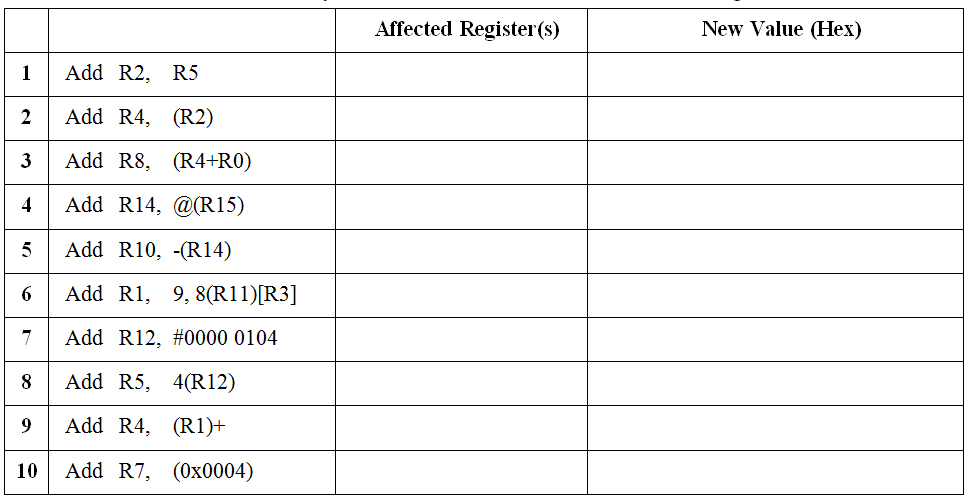 Affected Register(s) New Value (Hex)
1 Add R2, R5
2 Add R4, (R2)
3 Add R8, (R4+R0)
4 Add R14, @(R15)
5 Add R10, -(R14)
6 Add R1, 9, 8(R11)[R3]
7 Add R12, #0000 0104
8 Add R5, 4(R12)
9 Add R4, (R1)+
10 Add R7, (0x0004)